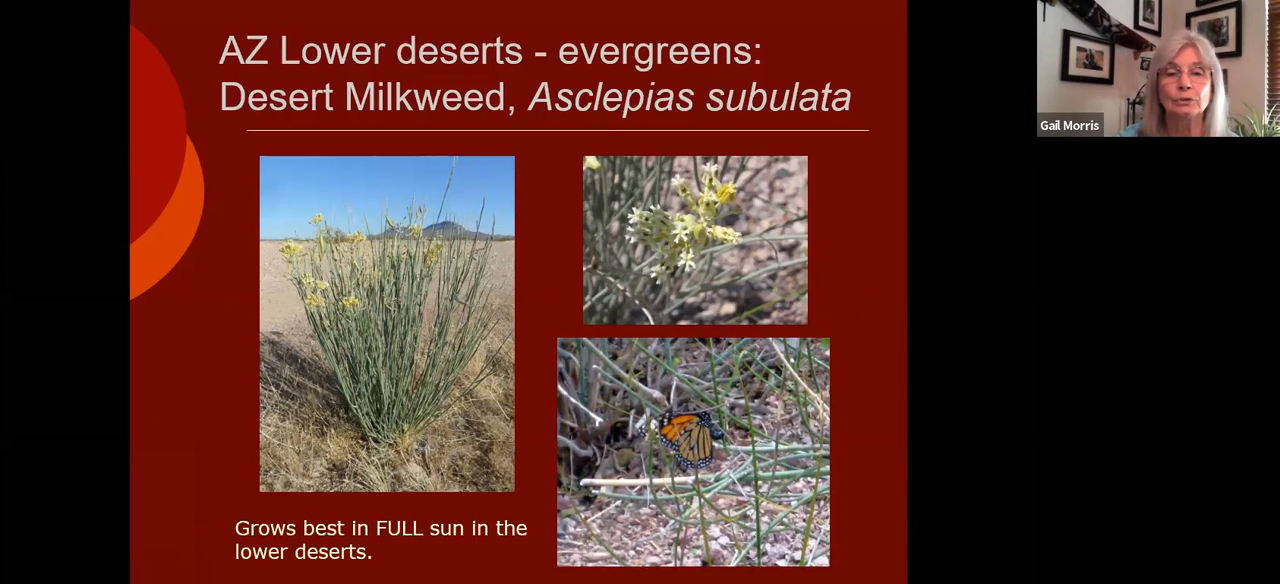 AZ Lower deserts - evergreens:
Desert Milkweed, Asclepias subulata
Gail Morris
Grows best in FULL sun in the
lower deserts.